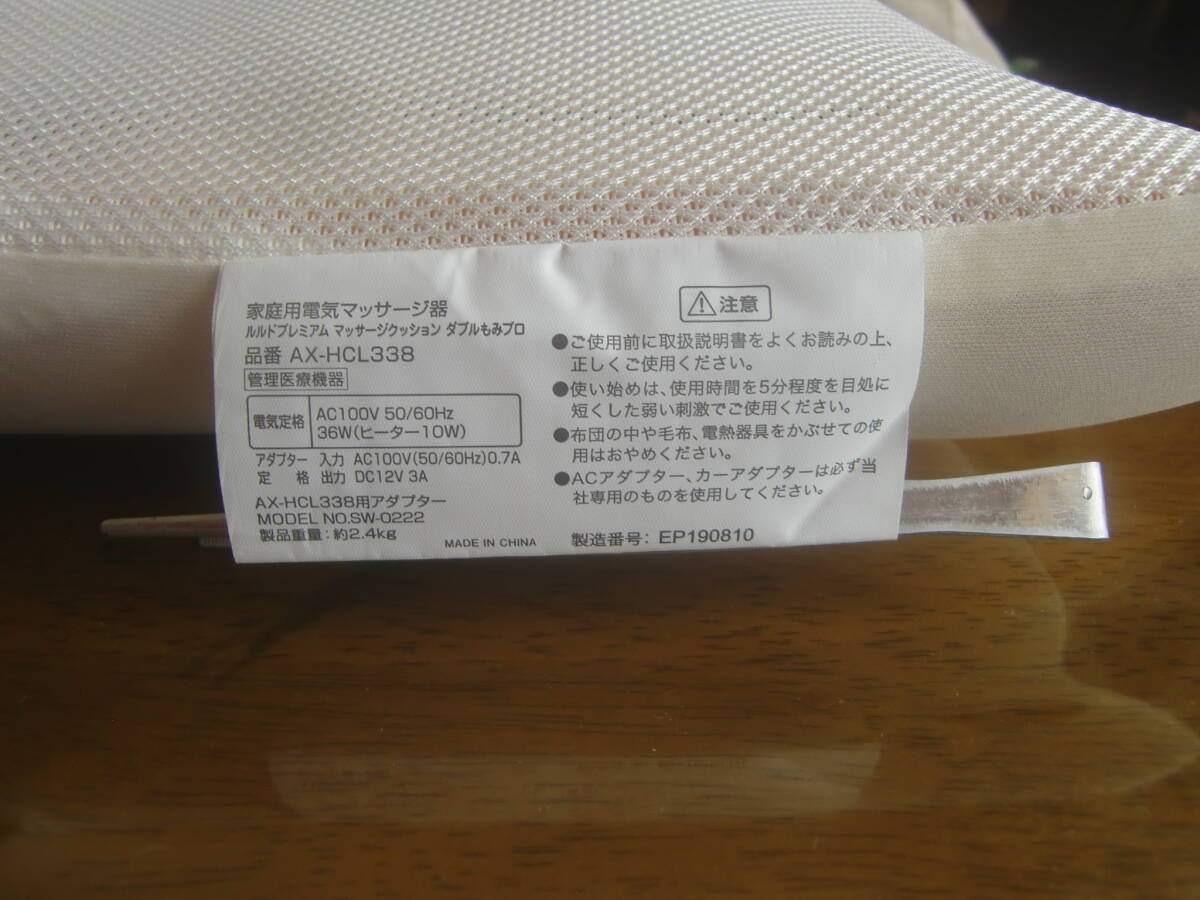 家庭用電気マッサージ器
ルルドプレミアム マッサージクッション ダブルもみプロ
品番 AX-HCL338
管理医療機器
電気定格
AC100V 50/60Hz
36W(ヒーター10W)
アダプター 入力 AC100V(50/60Hz)0.7A
定格 出力 DC12V 3A
AX-HCL338用アダプター
MODEL NO.SW-0222
製品重量：約2.4kg
MADE IN CHINA
注意
●ご使用前に取扱説明書をよくお読みの上、
正しくご使用ください。
●使い始めは、使用時間を5分程度を目処に
短くした弱い刺激でご使用ください。
●布団の中や毛布、電熱器具をかぶせての使
用はおやめください。
●ACアダプター、カーアダプターは必ず当
社専用のものを使用してください。
製造番号：EP190810